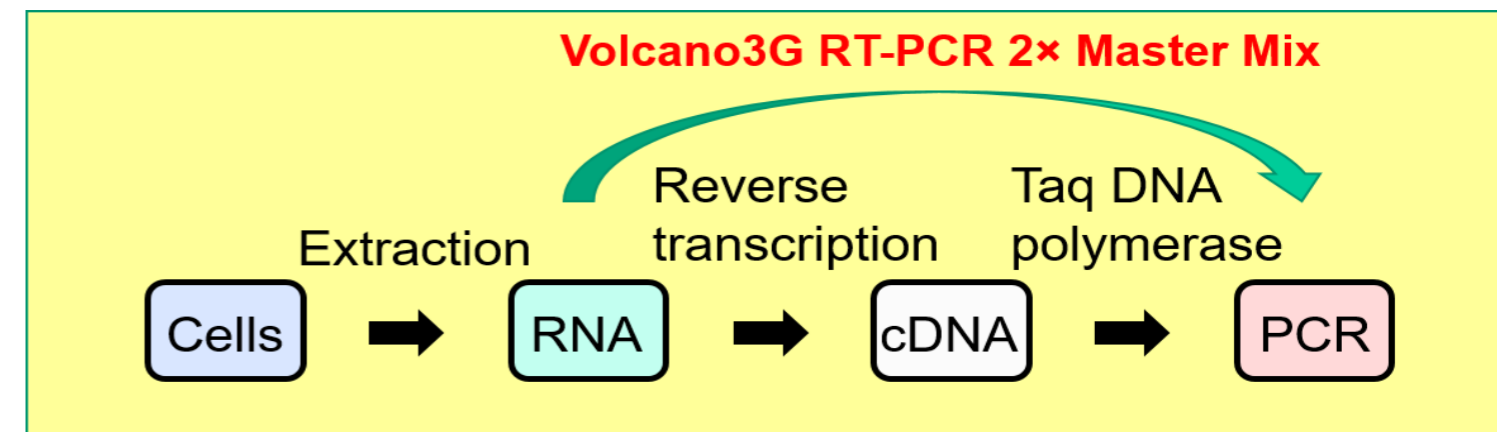 Volcano3G RT-PCR 2× Master Mix
Reverse
transcription
Taq DNA
polymerase
Extraction
Cells
RNA
cDNA
PCR